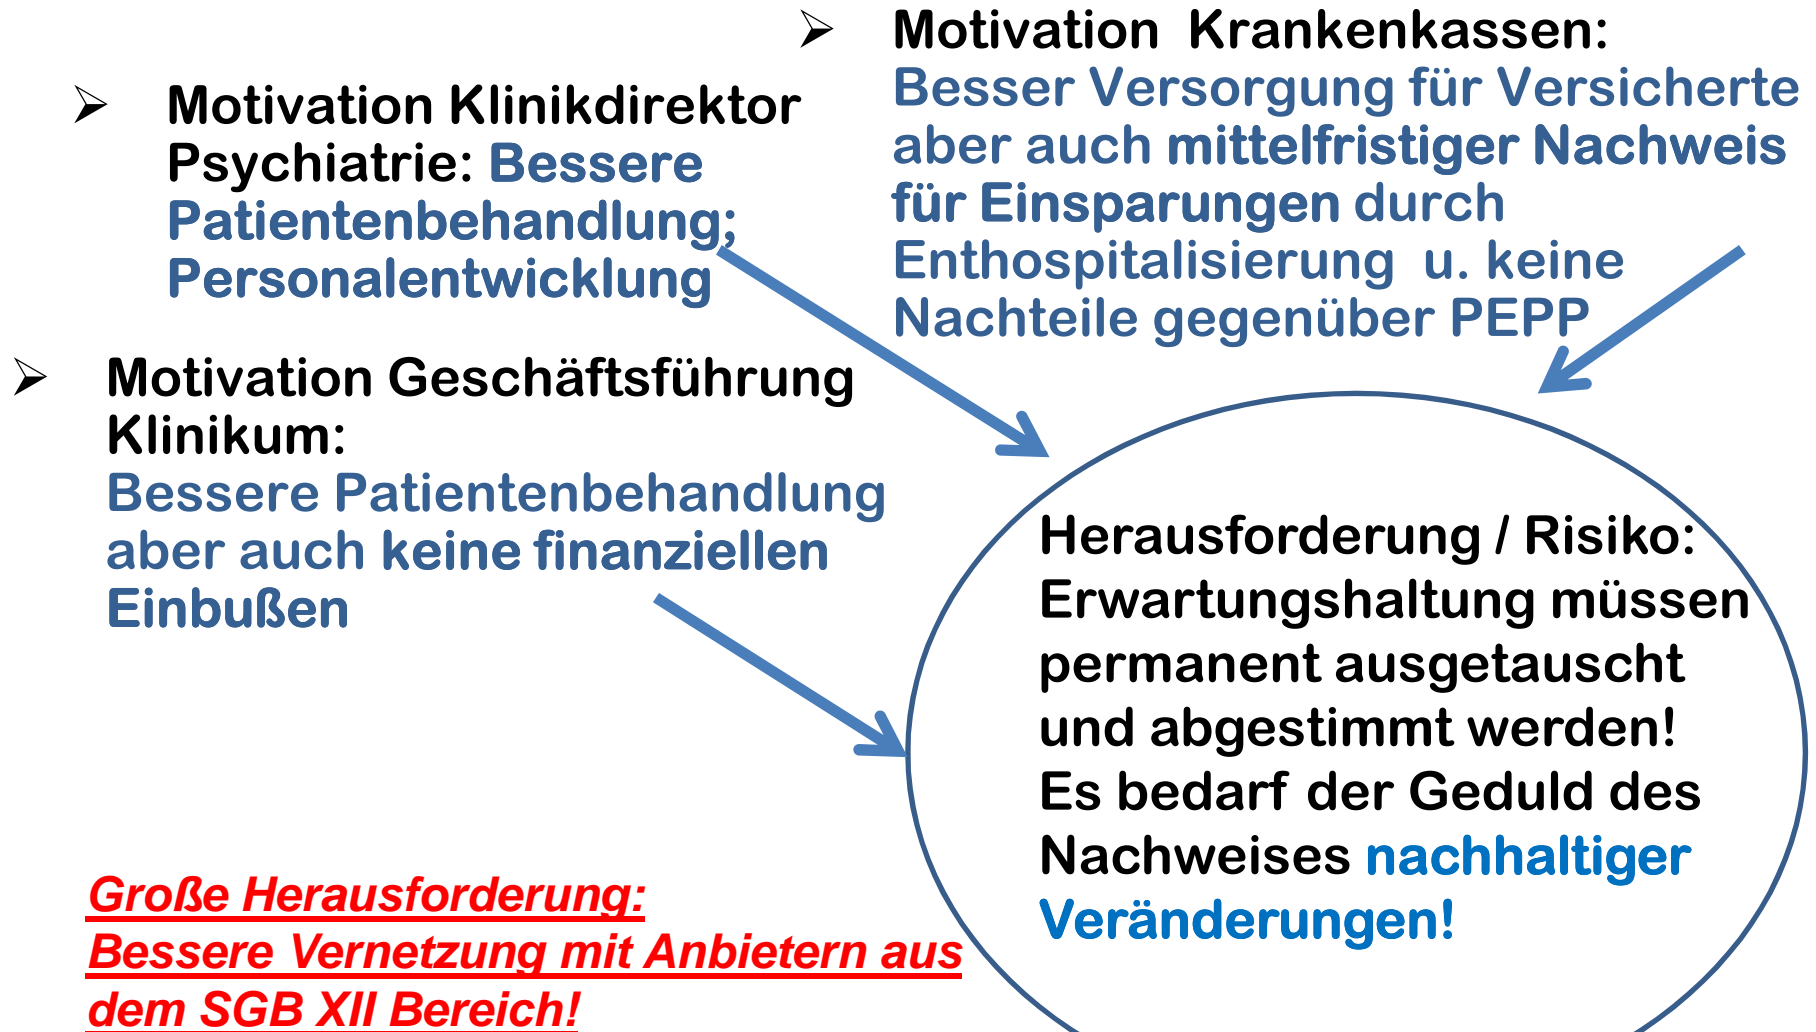 ➢ Motivation Klinikdirektor
Psychiatrie: Bessere
Patientenbehandlung;
Personalentwicklung
➢ Motivation Krankenkassen:
Besser Versorgung für Versicherte
aber auch mittelfristiger Nachweis
für Einsparungen durch
Enthospitalisierung u. keine
Nachteile gegenüber PEPP
➢ Motivation Geschäftsführung
Klinikum:
Bessere Patientenbehandlung
aber auch keine finanziellen
Einbußen
Herausforderung / Risiko:
Erwartungshaltung müssen
permanent ausgetauscht
und abgestimmt werden!
Es bedarf der Geduld des
Nachweises nachhaltiger
Veränderungen!
Große Herausforderung:
Bessere Vernetzung mit Anbietern aus
dem SGB XII Bereich!